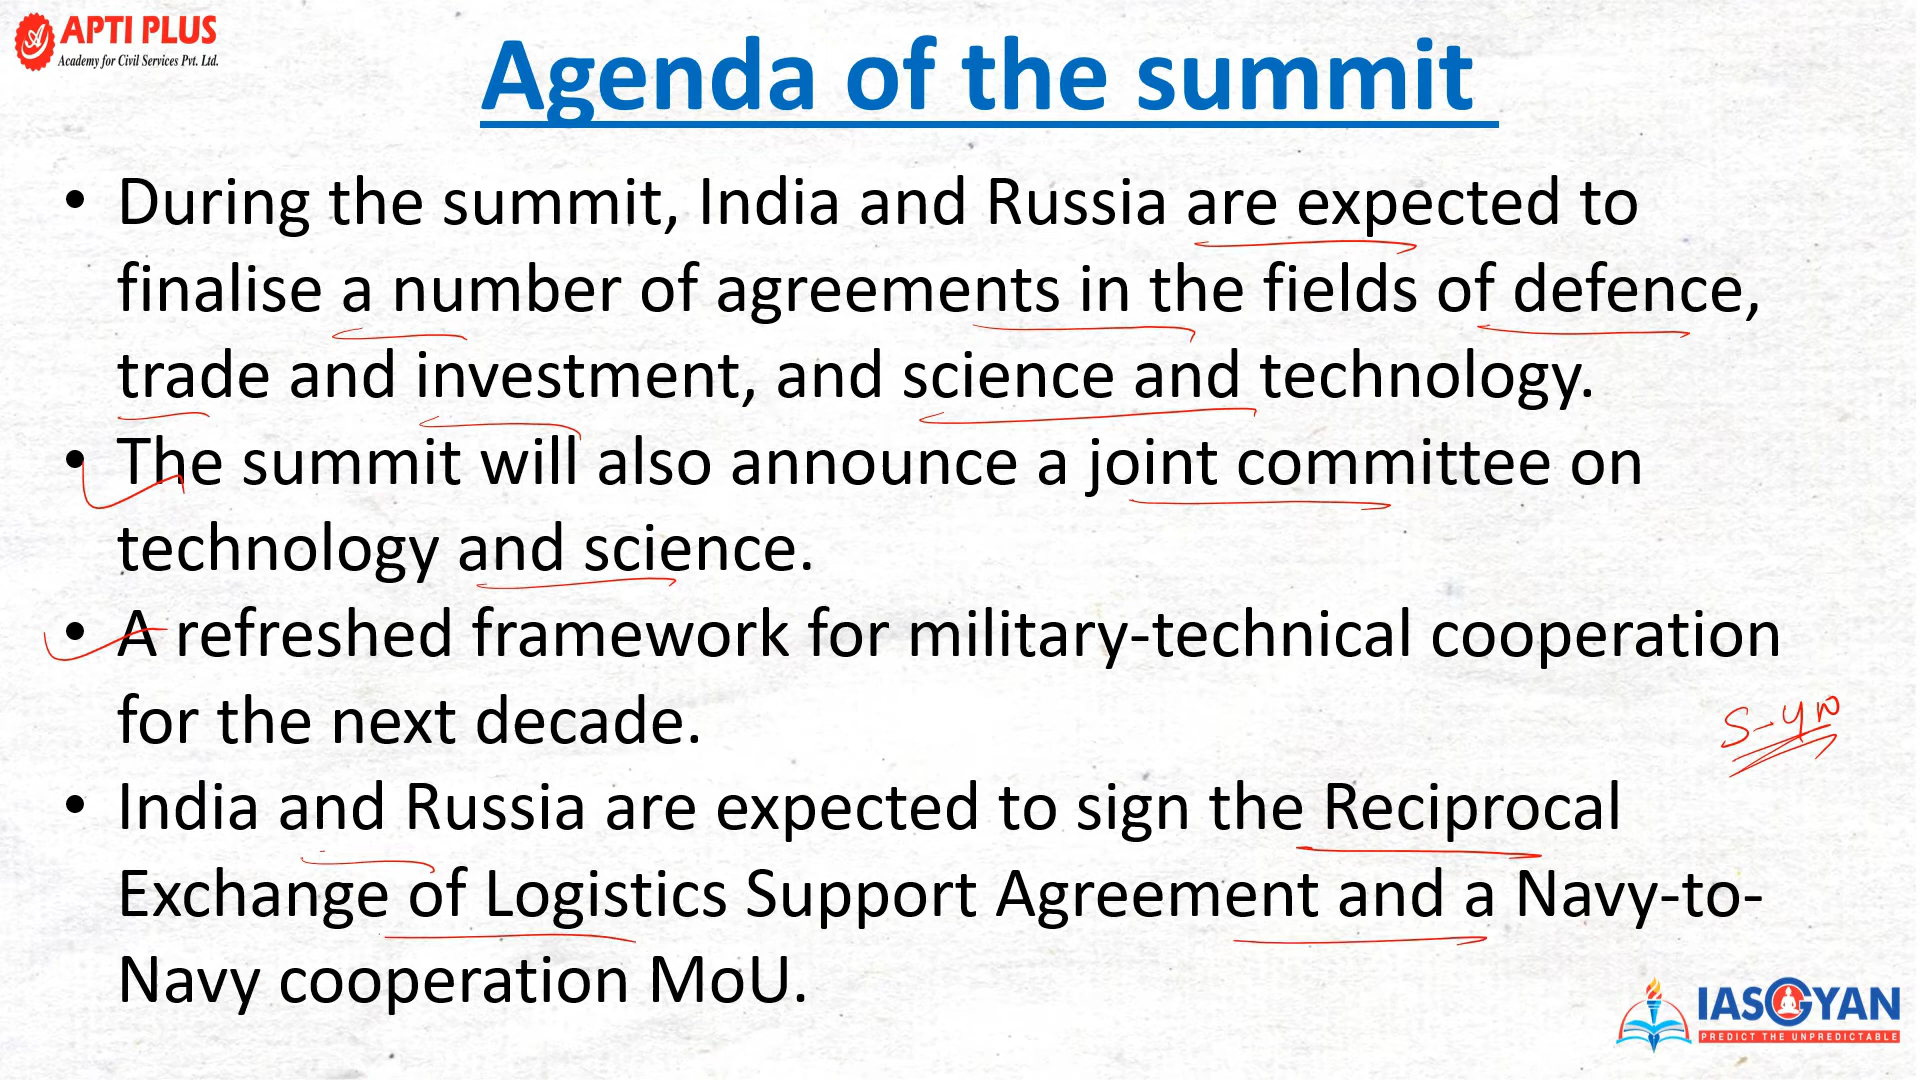 APTI PLUS
Academy for Civil Services Pvt. Ltd.
Agenda of the summit
• During the summit, India and Russia are expected to
finalise a number of agreements in the fields of defence,
trade and investment, and science and technology.
• The summit will also announce a joint committee on
technology and science.
• A refreshed framework for military-technical cooperation
for the next decade.
• India and Russia are expected to sign the Reciprocal
Exchange of Logistics Support Agreement and a Navy-to-
Navy cooperation MoU.
IASGYAN
PREDICT THE UNPREDICTABLE